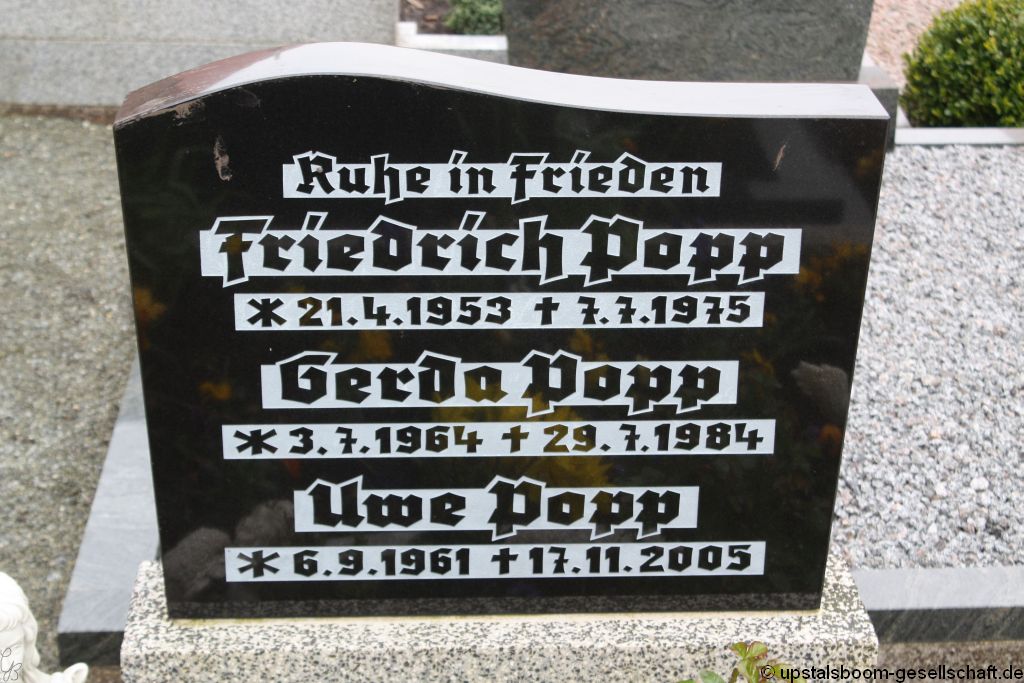 Ruhe in Frieden
Friedrich Popp
* 21.4.1953 † 7.7.1975
Gerda Popp
* 3.7.1964 † 29.7.1984
Uwe Popp
* 6.9.1961 † 17.11.2005
© upstalsboom-gesellschaft.de